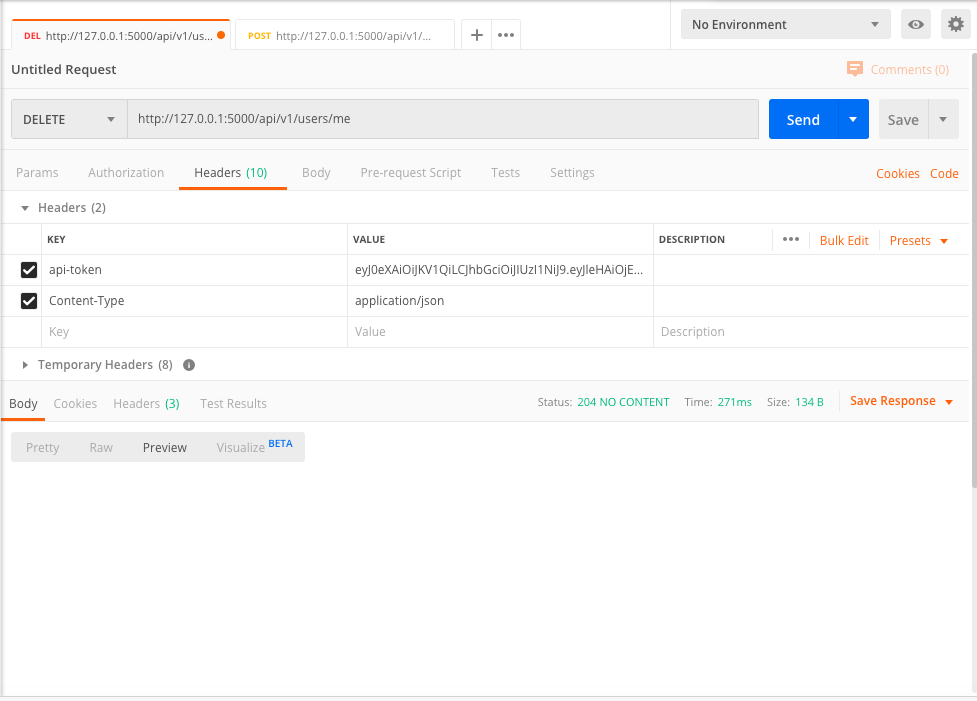 DEL http://127.0.0.1:5000/api/v1/us... POST http://127.0.0.1:5000/api/v1/... No Environment
Untitled Request Comments (0)
DELETE http://127.0.0.1:5000/api/v1/users/me Send Save
Params Authorization Headers (10) Body Pre-request Script Tests Settings Cookies Code
Headers (2)
KEY VALUE DESCRIPTION Bulk Edit Presets
api-token eyJ0eXAiOiJKV1QiLCJhbGciOiJIUzI1NiJ9.eyJleHAiOjE...
Content-Type application/json
Key Value Description
Temporary Headers (8)
Body Cookies Headers (3) Test Results Status: 204 NO CONTENT Time: 271ms Size: 134 B Save Response
Pretty Raw Preview Visualize BETA